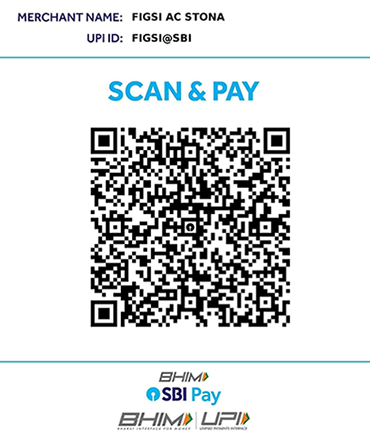 MERCHANT NAME: FIGSI AC STONA
UPI ID: FIGSI@SBI
SCAN & PAY
BHIM
SBI Pay
BHIM UPI
BHARAT INTERFACE FOR MONEY UNIFIED PAYMENTS INTERFACE